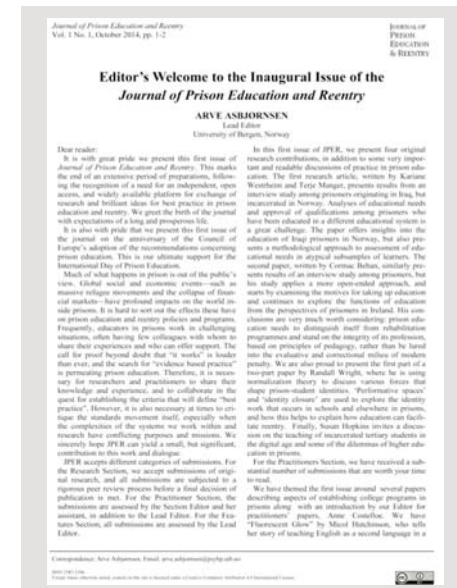 Journal of Prison Education and Reentry
Vol. 1 No. 1, October 2014, pp. 1-2
JOURNAL OF
PRISON
EDUCATION
& REENTRY
Editor's Welcome to the Inaugural Issue of the
Journal of Prison Education and Reentry
ARVE ASBJORNSEN
Lead Editor
University of Bergen, Norway
Dear reader:
It is with great pride we present this first issue of
Journal of Prison Education and Reentry. This marks
the end of an extensive period of preparations, follow-
ing the recognition of a need for an independent, open
access, and widely available platform for exchange of
research and brilliant ideas for best practice in prison
education and reentry. We greet the birth of the journal
with expectations of a long and prosperous life.
It is also with pride that we present this first issue of
the journal on the anniversary of the Council of
Europe's adoption of the recommendations concerning
prison education. This is our ultimate support for the
International Day of Prison Education.
Much of what happens in prison is out of the public's
view. Global social and economic events—such as
massive refugee movements and the collapse of finan-
cial markets—have profound impacts on the world in-
side prisons. It is hard to work out the effects these have
on prison education and reentry policies and programs.
Frequently, educators in prisons work in challenging
situations, often having few colleagues with whom to
share their experiences and who can offer support. The
call for proof beyond doubt that "it works" is louder
than ever, and the search for "evidence based practice"
is permeating prison education. Therefore, it is neces-
sary for researchers and practitioners to share their
knowledge and experience, and to collaborate in the
quest for establishing the criteria that will define "best
practice". However, it is also necessary at times to cri-
tique the standards movement itself, especially when
the complexities of the systems we work within and
research have conflicting purposes and missions. We
sincerely hope JPER can yield a small, but significant,
contribution to this work and dialogue.
JPER accepts different categories of submissions. For
the Research Section, we accept submissions of origi-
nal research, and all submissions are subjected to a
rigorous peer review process before a final decision of
publication is met. For the Practitioner Section, the
submissions are assessed by the Section Editor and her
assistant, in addition to the Lead Editor. For the Fea-
tures Section, all submissions are assessed by the Lead
Editor.
In this first issue of JPER, we present four original
research contributions, in addition to some very impor-
tant and readable discussions of practice in prison edu-
cation. The first research article, written by Kariane
Westrheim and Terje Manger, presents results from an
interview study among prisoners originating in Iraq, but
incarcerated in Norway. Analyses of educational needs
and approval of qualifications among prisoners who
have been educated in a different educational system is
a great challenge. The paper offers insights into the
education of Iraqi prisoners in Norway, but also pre-
sents a methodological approach to assessment of edu-
cational needs in atypical subsamples of learners. The
second paper, written by Cormac Behan, similarly pre-
sents results of an interview study among prisoners, but
his study applies a more open-ended approach, and
starts by examining the motives for taking up education
and continues to explore the functions of education
from the perspectives of prisoners in Ireland. His con-
clusions are very much worth considering: prison edu-
cation needs to distinguish itself from rehabilitation
programmes and stand on the integrity of its profession,
based on principles of pedagogy, rather than be lured
into the evaluative and correctional milieu of modern
penalty. We are also proud to present the first part of a
two-part paper by Randall Wright, where he is using
normalization theory to discuss various forces that
shape prison-student identities. 'Performative spaces'
and 'identity closure' are used to explore the identity
work that occurs in schools and elsewhere in prisons,
and how this helps to explain how education can facili-
tate reentry. Finally, Susan Hopkins invites a discus-
sion on the teaching of incarcerated tertiary students in
the digital age and some of the dilemmas of higher edu-
cation in prisons.
For the Practitioners Section, we have received a sub-
stantial number of submissions that are worth your time
to read.
We have themed the first issue around several papers
describing aspects of establishing college programs in
prisons along with an introduction by our Editor for
practitioners' papers, Anne Costelloe. We have
"Fluorescent Glow" by Micol Hutchinson, who tells
her story of teaching English as a second language in a
Correspondence: Arve Asbjørnsen, Email: arve.asbjornsen@psybp.uib.no